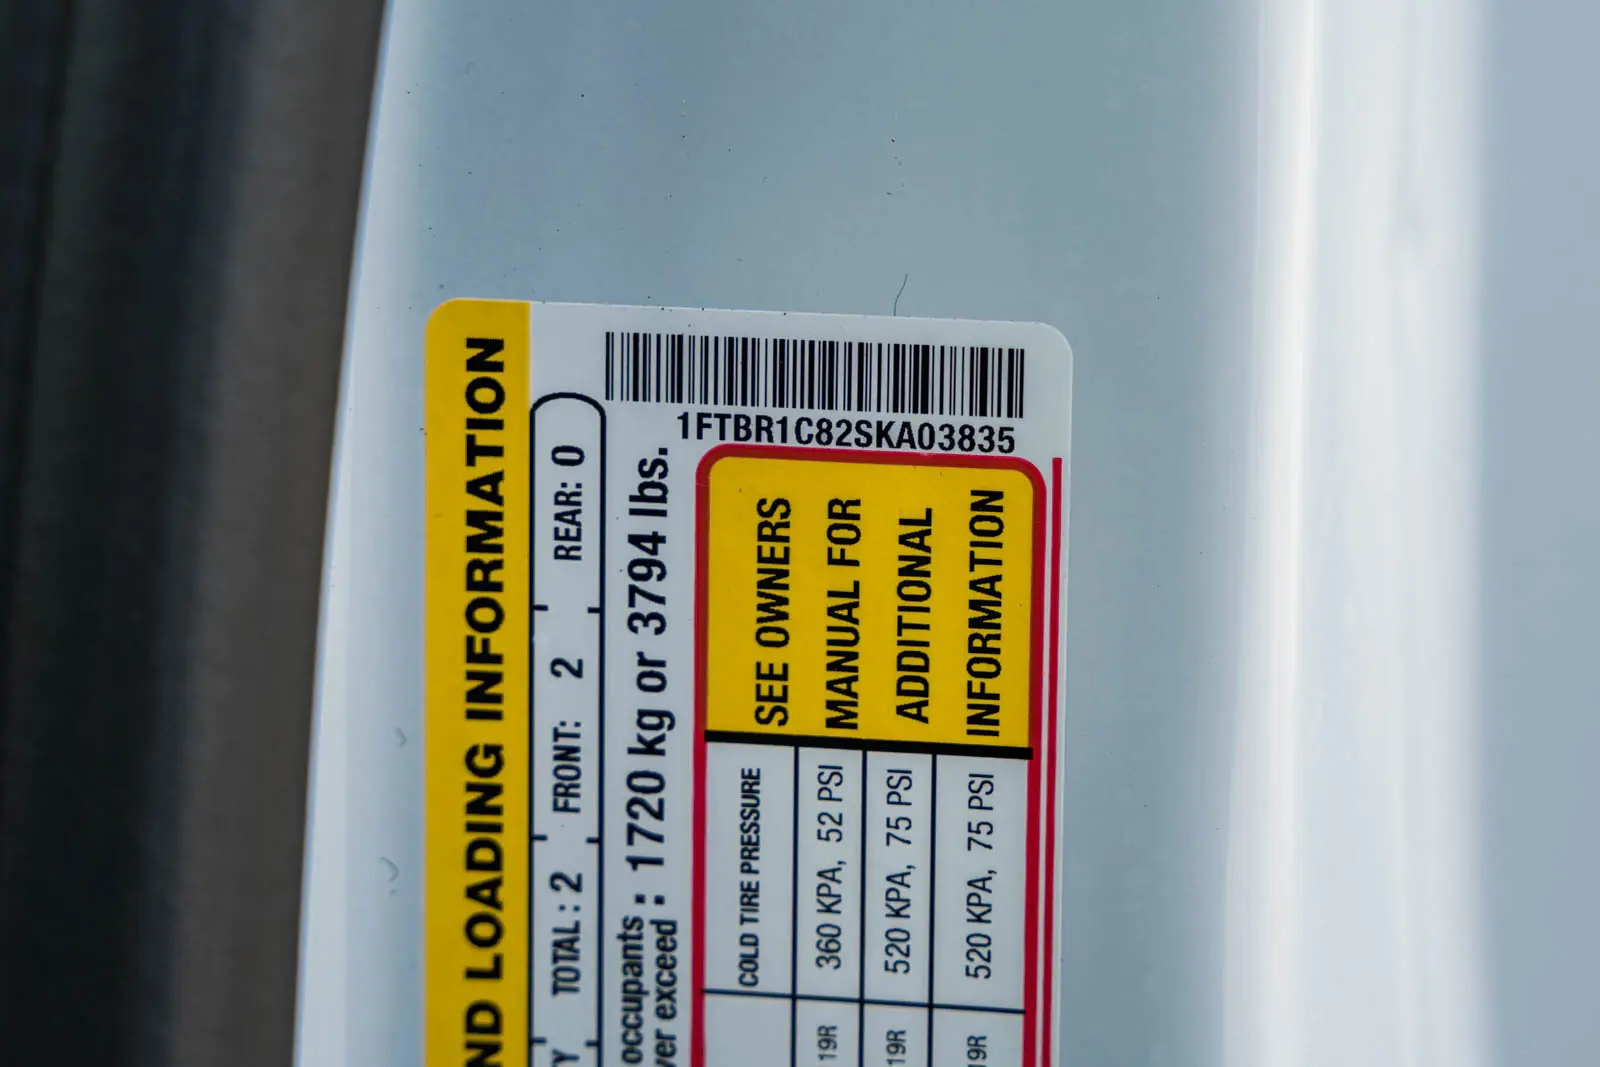 1FTBR1C82SKA03835
ND LOADING INFORMATION
TOTAL: 2 FRONT: 2 REAR: 0
occupants
ver exceed : 1720 kg or 3794 lbs.
COLD TIRE PRESSURE
19R 360 KPA, 52 PSI
19R 520 KPA, 75 PSI
19R 520 KPA, 75 PSI
SEE OWNERS
MANUAL FOR
ADDITIONAL
INFORMATION